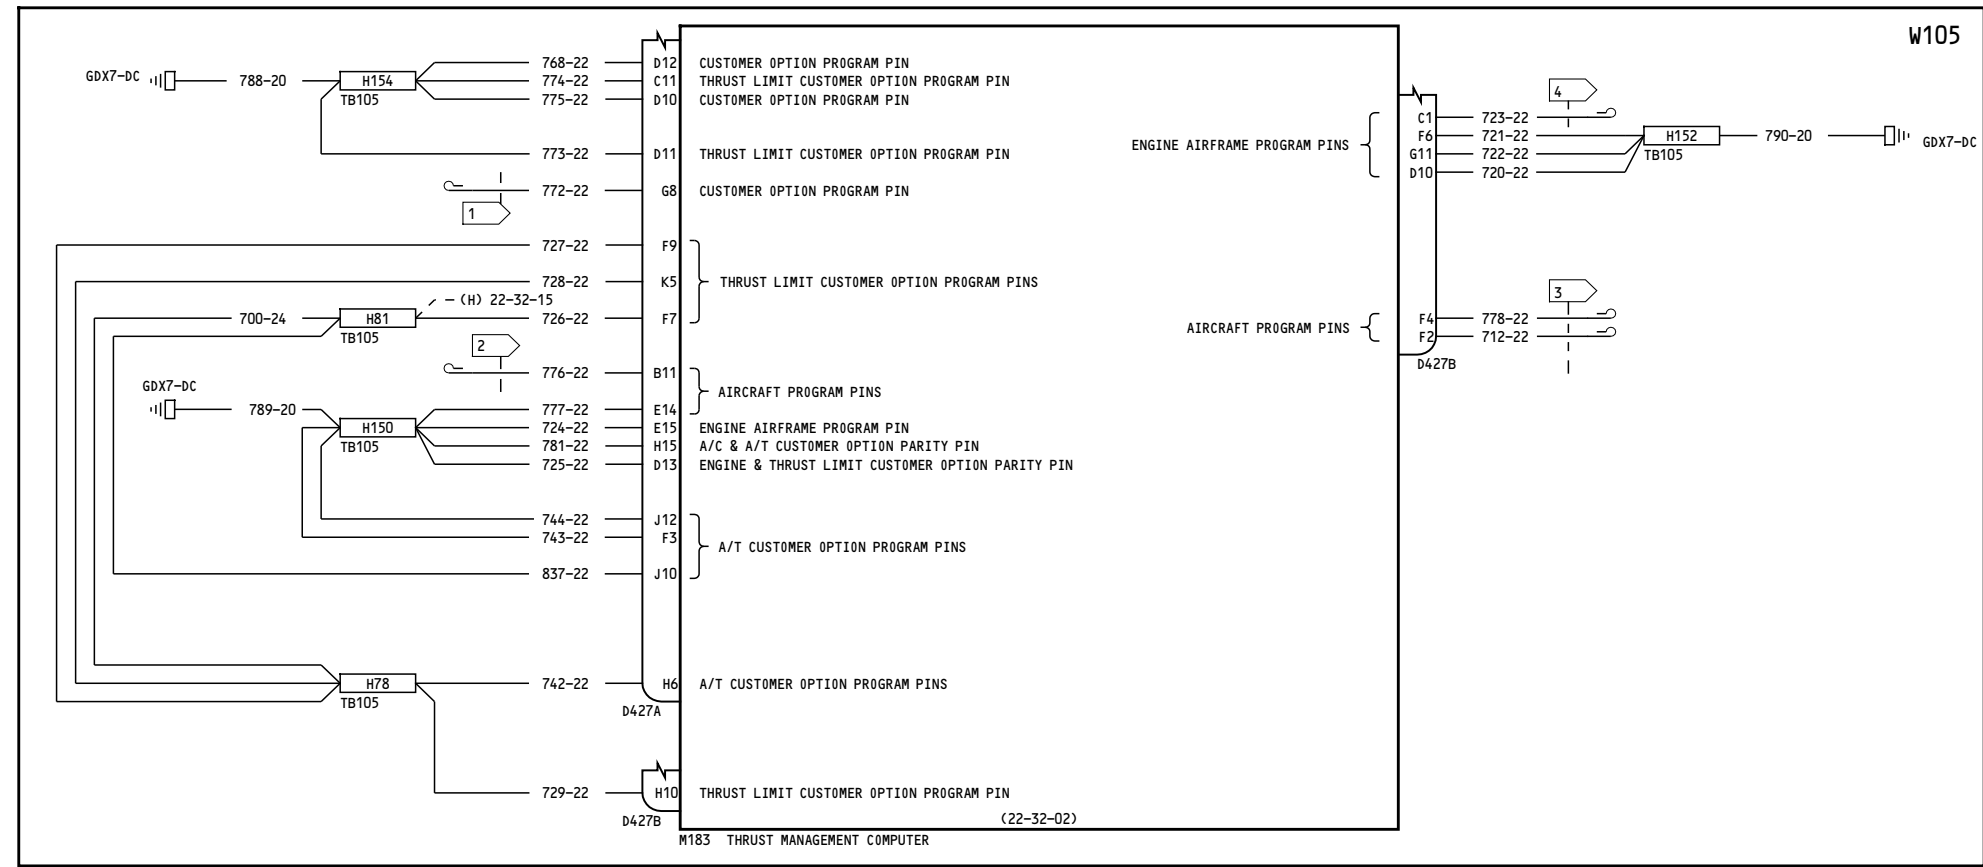 W105
GDX7-DC 788-20 H154 768-22 D12 CUSTOMER OPTION PROGRAM PIN
TB105 774-22 C11 THRUST LIMIT CUSTOMER OPTION PROGRAM PIN
775-22 D10 CUSTOMER OPTION PROGRAM PIN
773-22 D11 THRUST LIMIT CUSTOMER OPTION PROGRAM PIN
772-22 G8 CUSTOMER OPTION PROGRAM PIN
1
727-22 F9
728-22 K5 THRUST LIMIT CUSTOMER OPTION PROGRAM PINS
(H) 22-32-15
700-24 H81 726-22 F7
TB105
2
776-22 B11
AIRCRAFT PROGRAM PINS
GDX7-DC
789-20 777-22 E14
H150 724-22 E15 ENGINE AIRFRAME PROGRAM PIN
TB105 781-22 H15 A/C & A/T CUSTOMER OPTION PARITY PIN
725-22 D13 ENGINE & THRUST LIMIT CUSTOMER OPTION PARITY PIN
744-22 J12
743-22 F3 A/T CUSTOMER OPTION PROGRAM PINS
837-22 J10
H78 742-22 H6 A/T CUSTOMER OPTION PROGRAM PINS
TB105
D427A
729-22 H10 THRUST LIMIT CUSTOMER OPTION PROGRAM PIN
D427B
(22-32-02)
M183 THRUST MANAGEMENT COMPUTER
4
C1 723-22
ENGINE AIRFRAME PROGRAM PINS F6 721-22 H152 790-20 GDX7-DC
G11 722-22 TB105
D10 720-22
3
AIRCRAFT PROGRAM PINS F4 778-22
F2 712-22
D427B